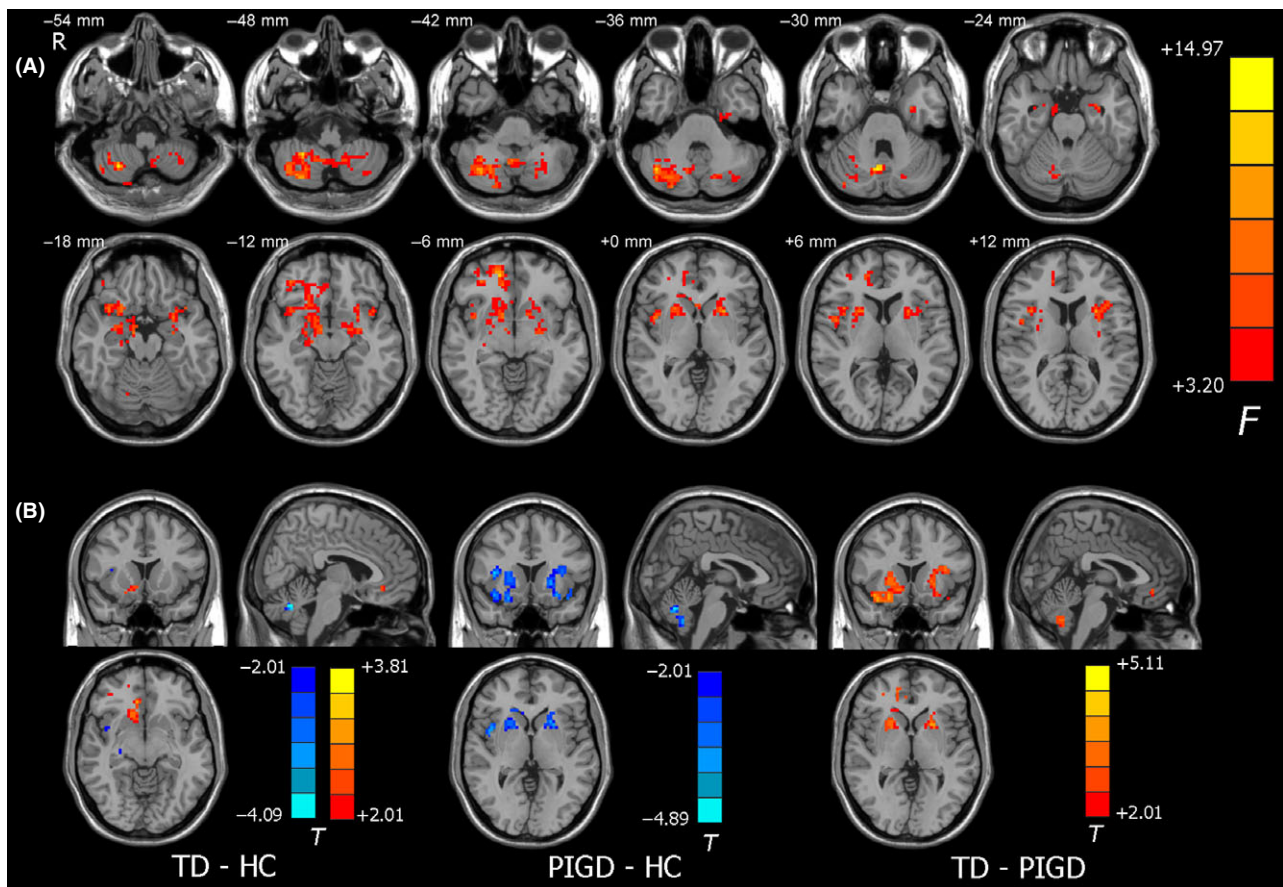 (A)
R
−54 mm
−48 mm
−42 mm
−36 mm
−30 mm
−24 mm
+14.97
−18 mm
−12 mm
−6 mm
+0 mm
+6 mm
+12 mm
+3.20
F
(B)
−2.01
+3.81
−4.09
+2.01
T
TD - HC
−2.01
−4.89
T
PIGD - HC
+5.11
+2.01
T
TD - PIGD